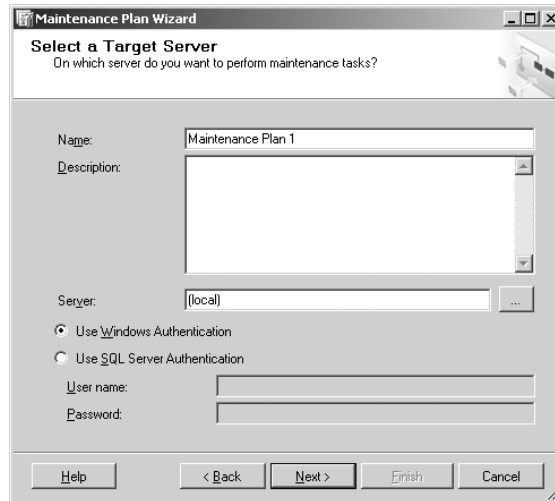 Maintenance Plan Wizard
Select a Target Server
On which server do you want to perform maintenance tasks?
Name:
Maintenance Plan 1
Description:
Server:
(local)
...
Use Windows Authentication
Use SQL Server Authentication
User name:
Password:
Help
< Back
Next >
Finish
Cancel